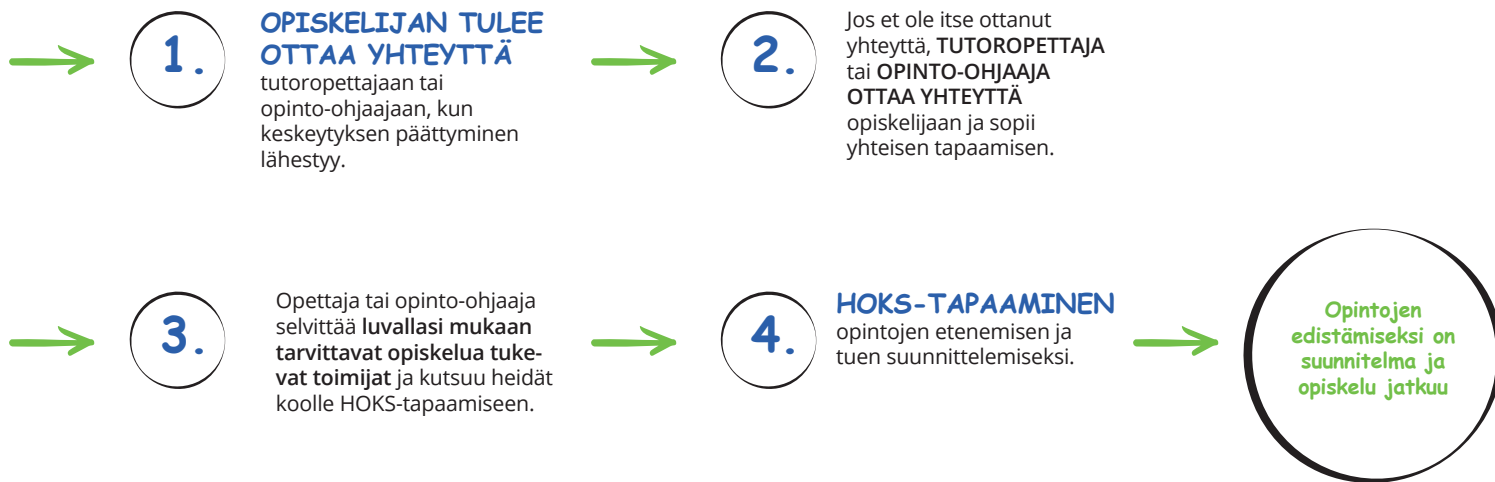 1.
OPISKELIJAN TULEE
OTTAA YHTEYTTÄ
tutoropettajaan tai
opinto-ohjaajaan, kun
keskeytyksen päättyminen
lähestyy.
2.
Jos et ole itse ottanut
yhteyttä, TUTOROPETTAJA
tai OPINTO-OHJAAJA
OTTAA YHTEYTTÄ
opiskelijaan ja sopii
yhteisen tapaamisen.
3.
Opettaja tai opinto-ohjaaja
selvittää luvallasi mukaan
tarvittavat opiskelua tuke-
vat toimijat ja kutsuu heidät
koolle HOKS-tapaamiseen.
4.
HOKS-TAPAAMINEN
opintojen etenemisen ja
tuen suunnittelemiseksi.
Opintojen
edistämiseksi on
suunnitelma ja
opiskelu jatkuu